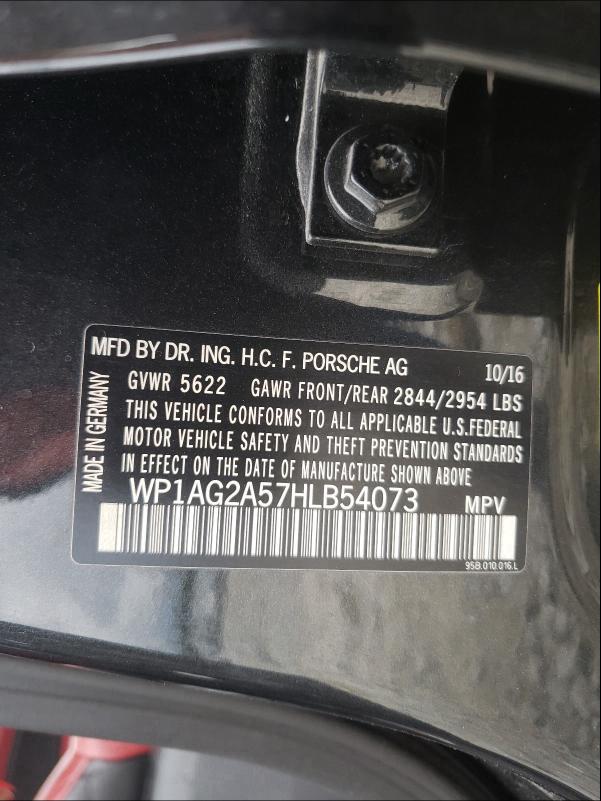 MFD BY DR. ING. H.C. F. PORSCHE AG 10/16
GVWR 5622 GAWR FRONT/REAR 2844/2954 LBS
THIS VEHICLE CONFORMS TO ALL APPLICABLE U.S.FEDERAL
MOTOR VEHICLE SAFETY AND THEFT PREVENTION STANDARDS
IN EFFECT ON THE DATE OF MANUFACTURE SHOWN ABOVE
WP1AG2A57HLB54073 MPV
95B.010.016.L
MADE IN GERMANY